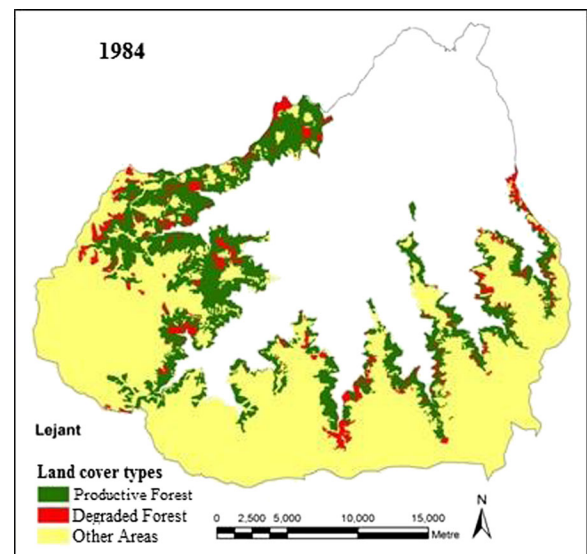 1984
Lejant
Land cover types
Productive Forest
Degraded Forest
Other Areas
N
0 2,500 5,000 10,000 15,000
Metre